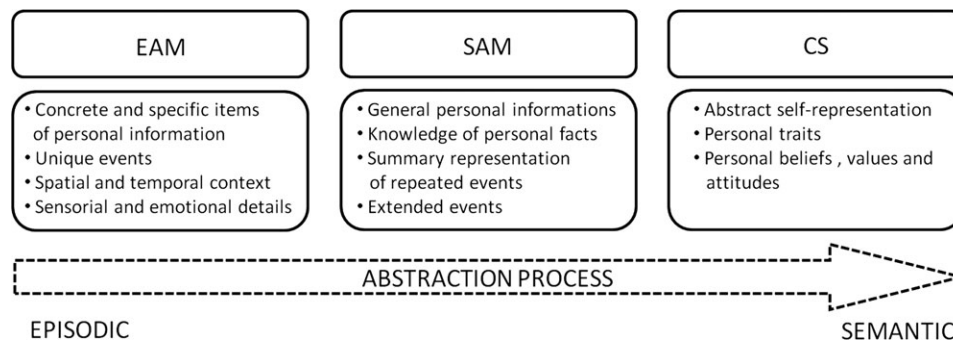 EAM
SAM
CS
• Concrete and specific items
of personal information
• Unique events
• Spatial and temporal context
• Sensorial and emotional details
• General personal informations
• Knowledge of personal facts
• Summary representation
of repeated events
• Extended events
• Abstract self-representation
• Personal traits
• Personal beliefs , values and
attitudes
ABSTRACTION PROCESS
EPISODIC
SEMANTIC